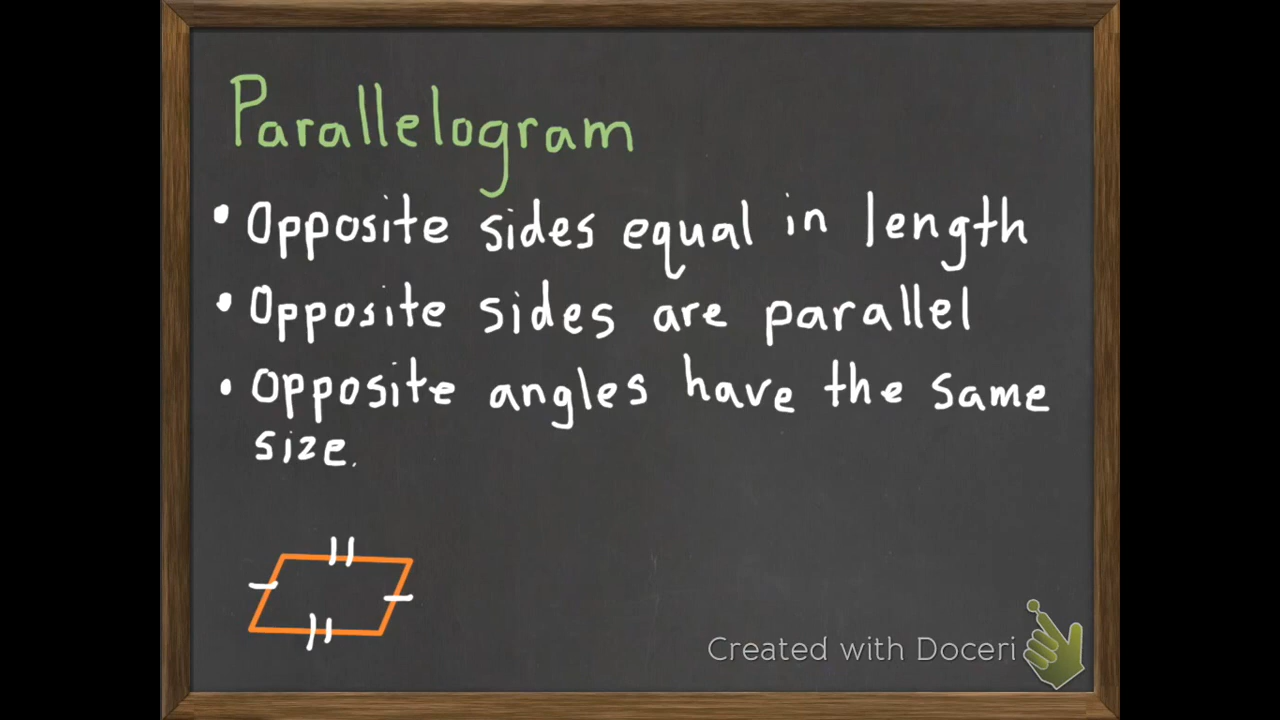 Parallelogram
• Opposite sides equal in length
• Opposite sides are parallel
• Opposite angles have the same
size.
Created with Doceri